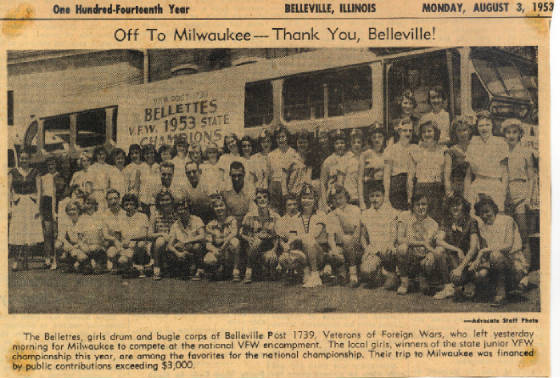 One Hundred-Fourteenth Year BELLEVILLE, ILLINOIS MONDAY, AUGUST 3, 1953
Off To Milwaukee — Thank You, Belleville!
V.F.W. POST 1739
BELLETTES
V.F.W. 1953 STATE
CHAMPIONS
—Advocate Staff Photo
The Bellettes, girls drum and bugle corps of Belleville Post 1739, Veterans of Foreign Wars, who left yesterday
morning for Milwaukee to compete at the national VFW encampment. The local girls, winners of the state junior VFW
championship this year, are among the favorites for the national championship. Their trip to Milwaukee was financed
by public contributions exceeding $3,000.